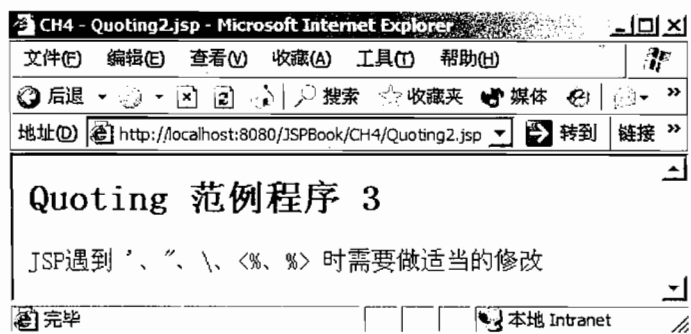 CH4 - Quoting2.jsp - Microsoft Internet Explorer
文件(F) 编辑(E) 查看(V) 收藏(A) 工具(T) 帮助(H)
后退 搜索 收藏夹 媒体 »
地址(D) http://localhost:8080/JSPBook/CH4/Quoting2.jsp 转到 链接 »
Quoting 范例程序 3
JSP遇到 '、"、\、<%、%> 时需要做适当的修改
完毕 本地 Intranet